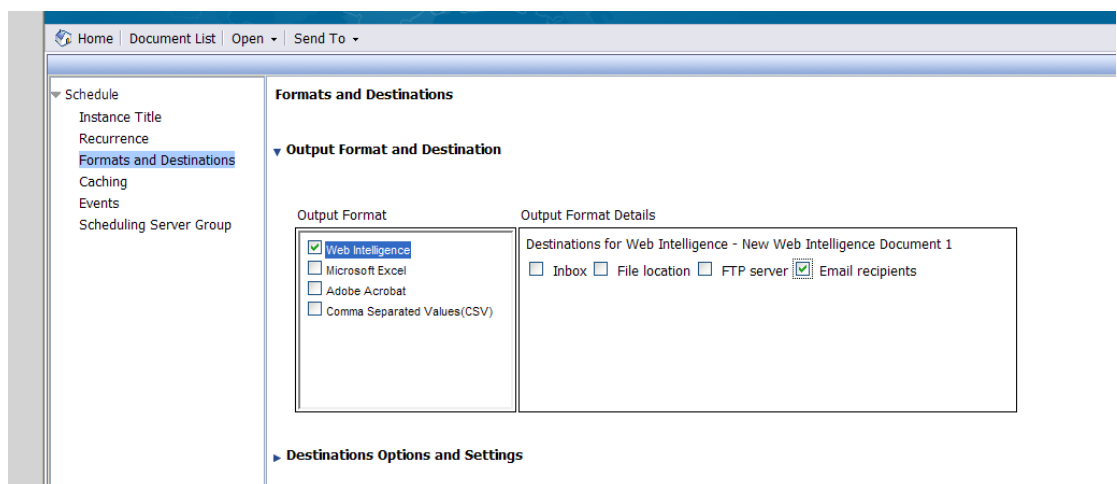 Home Document List Open Send To
Schedule
Instance Title
Recurrence
Formats and Destinations
Caching
Events
Scheduling Server Group
Formats and Destinations
Output Format and Destination
Output Format
Web Intelligence
Microsoft Excel
Adobe Acrobat
Comma Separated Values(CSV)
Output Format Details
Destinations for Web Intelligence - New Web Intelligence Document 1
Inbox File location FTP server Email recipients
Destinations Options and Settings